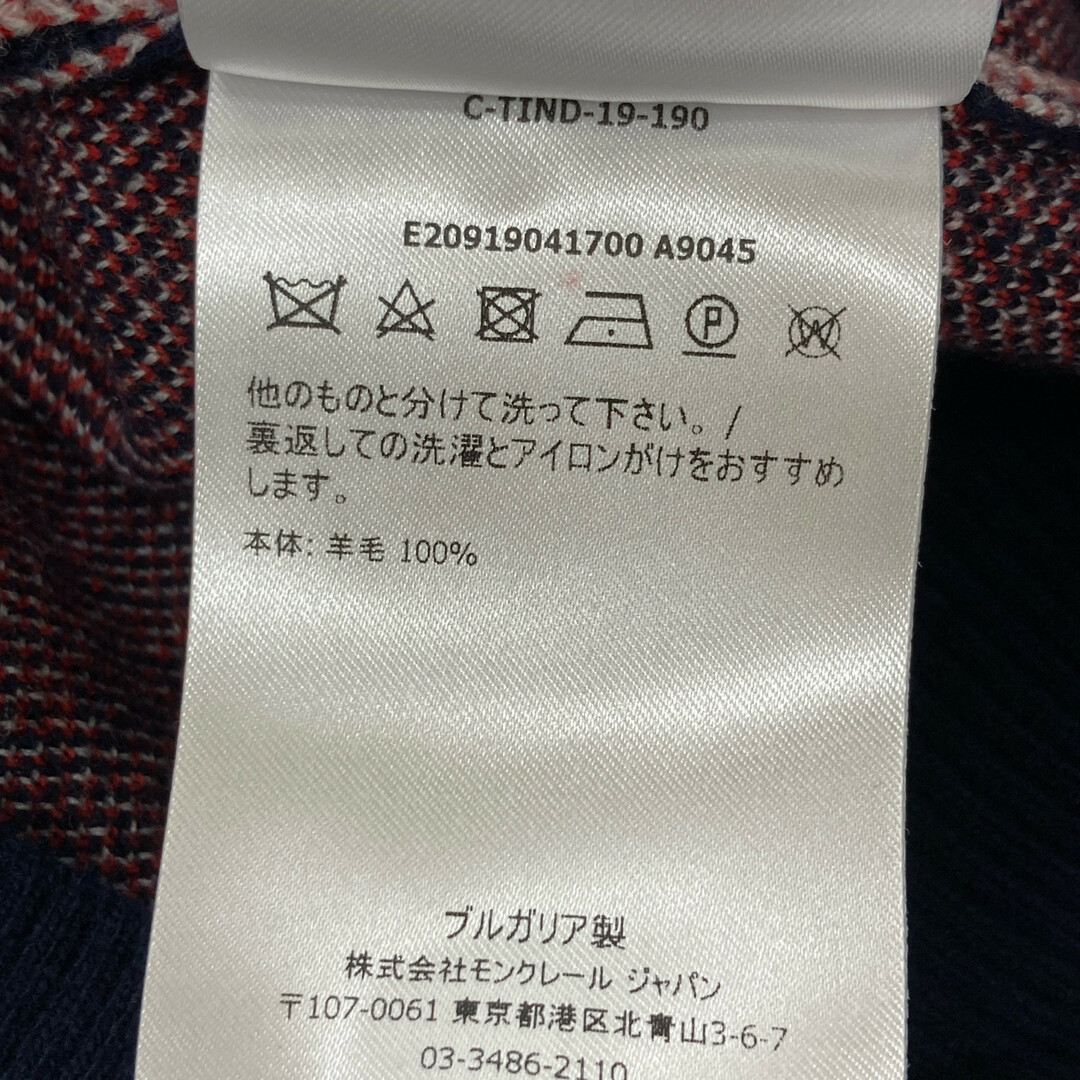 C-TIND-19-190
E20919041700 A9045
他のものと分けて洗って下さい。/
裏返しての洗濯とアイロンがけをおすすめ
します。
本体: 羊毛 100%
ブルガリア製
株式会社モンクレール ジャパン
〒107-0061 東京都港区北青山3-6-7
03-3486-2110